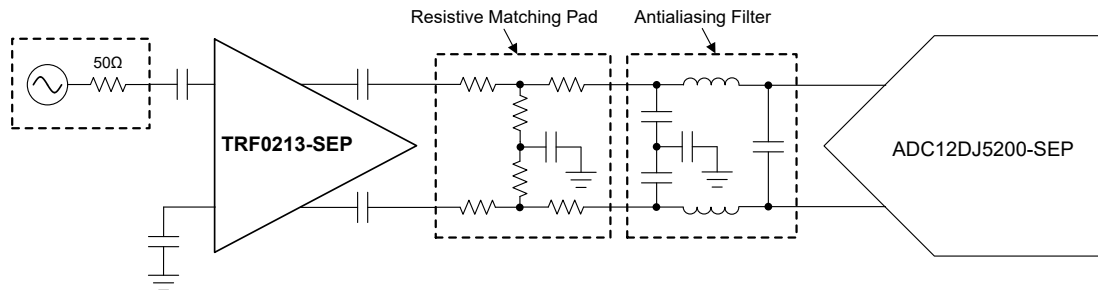 Resistive Matching Pad
Antialiasing Filter
50Ω
TRF0213-SEP
ADC12DJ5200-SEP